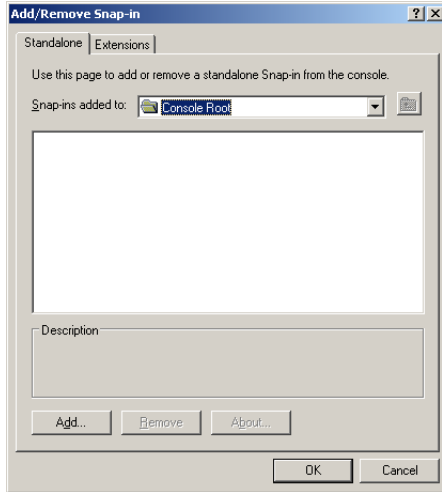 Add/Remove Snap-in
Standalone
Extensions
Use this page to add or remove a standalone Snap-in from the console.
Snap-ins added to:
Console Root
Description
Add...
Remove
About...
OK
Cancel